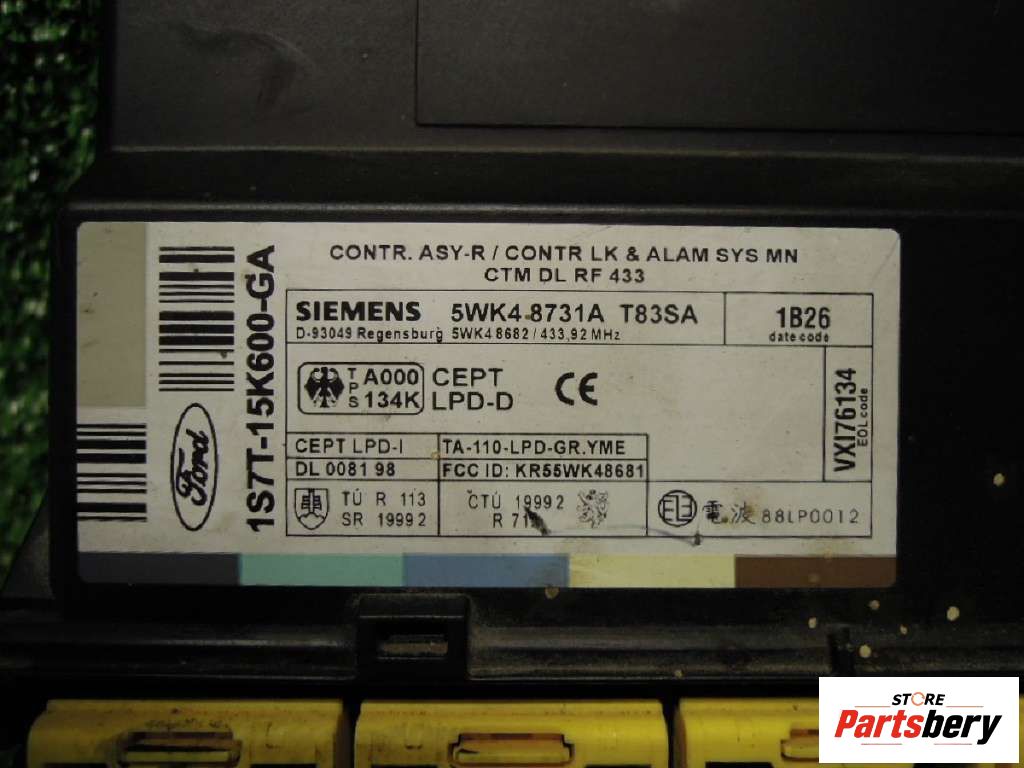 CONTR. ASY-R / CONTR LK & ALAM SYS MN
CTM DL RF 433
1S7T-15K600-GA
Ford
SIEMENS 5WK4 8731A T83SA
D-93049 Regensburg 5WK4 8682 / 433,92 MHz
1B26
date code
TPS A000 134K
CEPT
LPD-D
CE
VXI76134
EOL code
CEPT LPD-I
TA-110-LPD-GR.YME
DL 0081 98
FCC ID: KR55WK48681
TÚ R 113
SR 1999 2
CTÚ 1999 2
R
電波 88LP0012
STORE
Partsbery